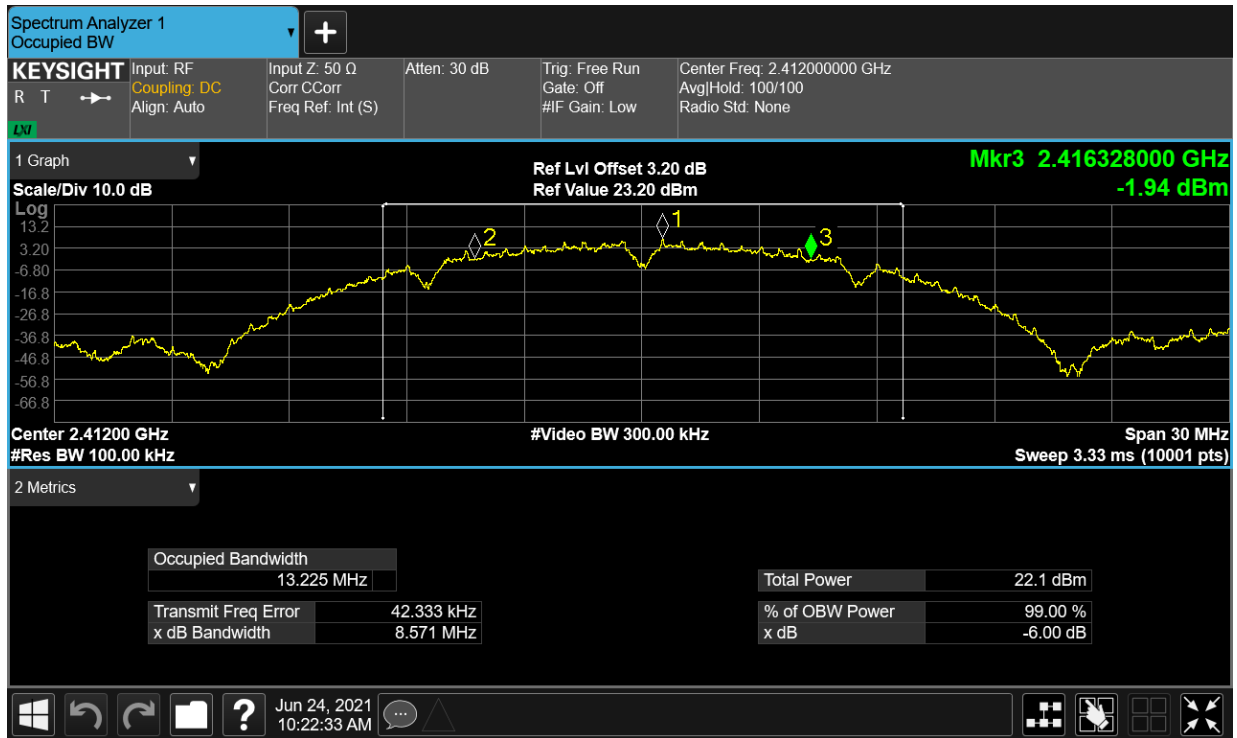 Spectrum Analyzer 1
Occupied BW
▼
+
KEYSIGHT
R T
LXI
Input: RF
Coupling: DC
Align: Auto
Input Z: 50 Ω
Corr CCorr
Freq Ref: Int (S)
Atten: 30 dB
Trig: Free Run
Gate: Off
#IF Gain: Low
Center Freq: 2.412000000 GHz
Avg|Hold: 100/100
Radio Std: None
1 Graph ▼
Scale/Div 10.0 dB
Ref Lvl Offset 3.20 dB
Ref Value 23.20 dBm
Mkr3 2.416328000 GHz
-1.94 dBm
Log
13.2
3.20
-6.80
-16.8
-26.8
-36.8
-46.8
-56.8
-66.8
2
1
3
Center 2.41200 GHz
#Res BW 100.00 kHz
#Video BW 300.00 kHz
Span 30 MHz
Sweep 3.33 ms (10001 pts)
2 Metrics ▼
Occupied Bandwidth
13.225 MHz
Transmit Freq Error 42.333 kHz
x dB Bandwidth 8.571 MHz
Total Power 22.1 dBm
% of OBW Power 99.00 %
x dB -6.00 dB
?
Jun 24, 2021
10:22:33 AM